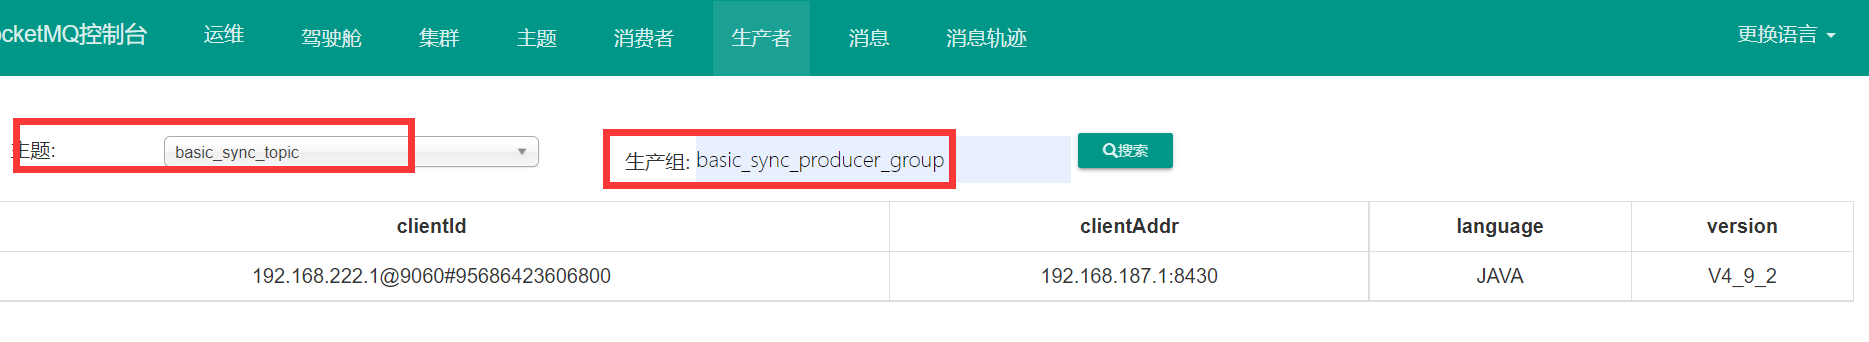 ocketMQ控制台 运维 驾驶舱 集群 主题 消费者 生产者 消息 消息轨迹 更换语言
主题: basic_sync_topic 生产组: basic_sync_producer_group 搜索
clientId clientAddr language version
192.168.222.1@9060#95686423606800 192.168.187.1:8430 JAVA V4_9_2